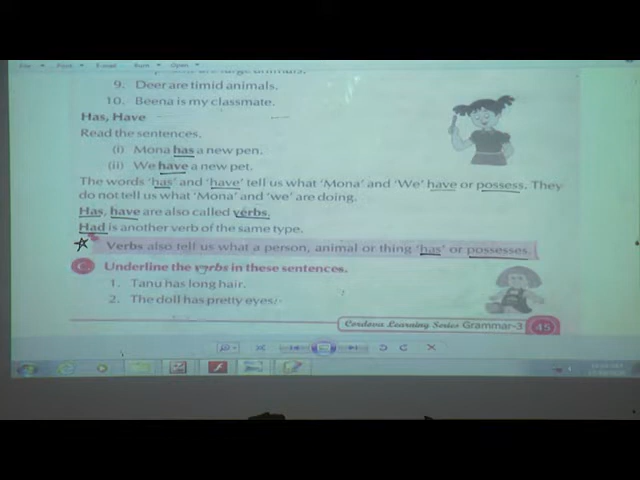 are large animals.
9. Deer are timid animals.
10. Beena is my classmate.
Has, Have
Read the sentences.
(i) Mona has a new pen.
(ii) We have a new pet.
The words 'has' and 'have' tell us what 'Mona' and 'We' have or possess. They
do not tell us what 'Mona' and 'we' are doing.
Has, have are also called verbs.
Had is another verb of the same type.
Verbs also tell us what a person, animal or thing 'has' or possesses.
C. Underline the verbs in these sentences.
1. Tanu has long hair.
2. The doll has pretty eyes.
Cordova Learning Series Grammar-3 45